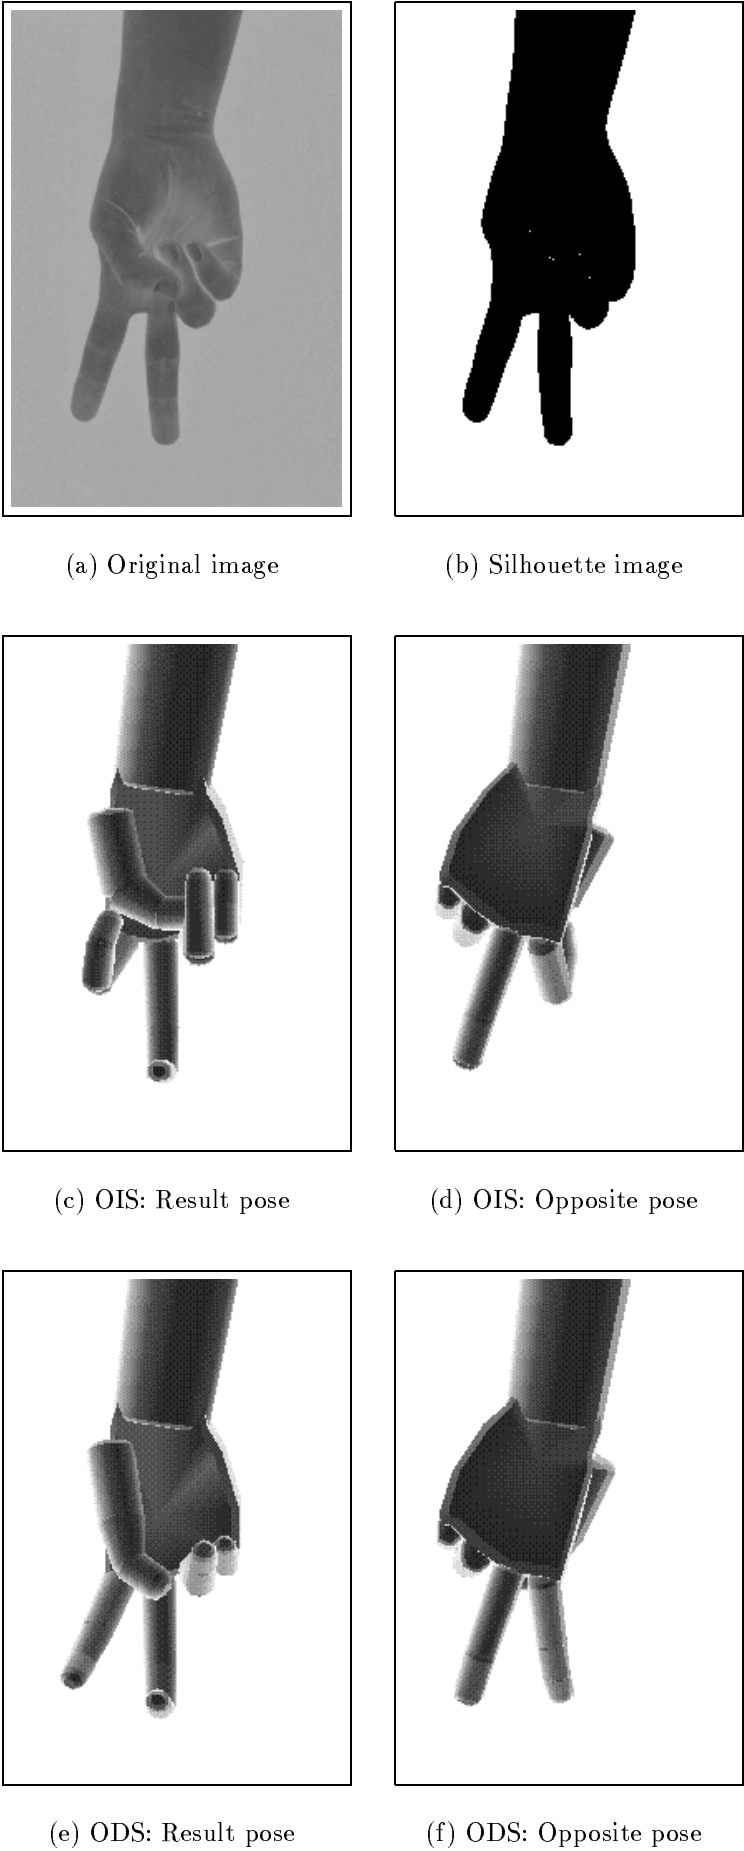 (a) Original image
(b) Silhouette image
(c) OIS: Result pose
(d) OIS: Opposite pose
(e) ODS: Result pose
(f) ODS: Opposite pose